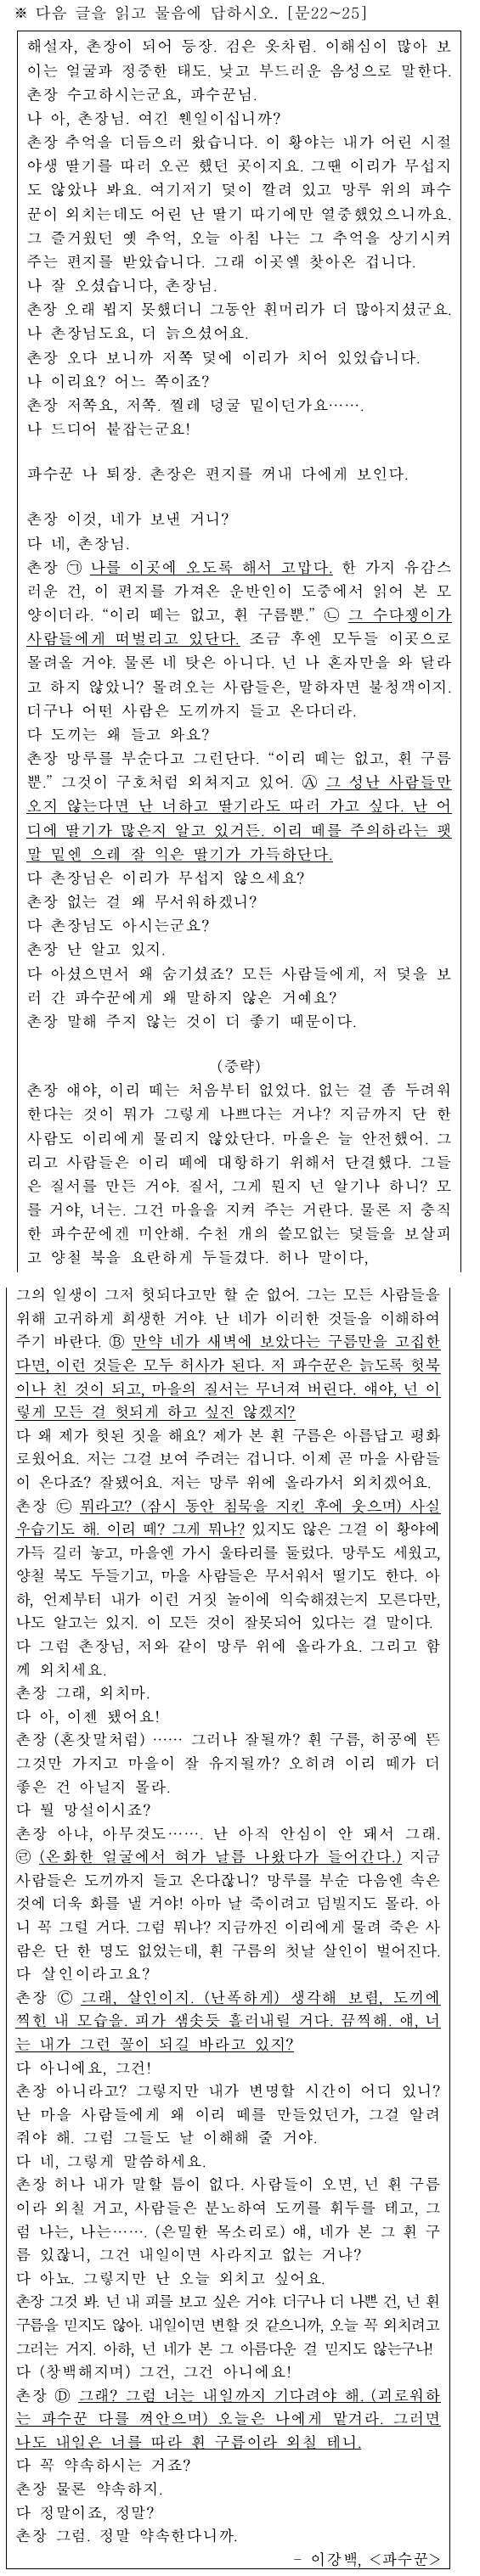 ※ 다음 글을 읽고 물음에 답하시오. [문22~25]
해설자, 촌장이 되어 등장. 검은 옷차림. 이해심이 많아 보
이는 얼굴과 정중한 태도. 낮고 부드러운 음성으로 말한다.
촌장 수고하시는군요, 파수꾼님.
나 아, 촌장님. 여긴 웬일이십니까?
촌장 추억을 더듬으러 왔습니다. 이 황야는 내가 어린 시절
야생 딸기를 따러 오곤 했던 곳이지요. 그땐 이리가 무섭지
도 않았나 봐요. 여기저기 덫이 깔려 있고 망루 위의 파수
꾼이 외치는데도 어린 난 딸기 따기에만 열중했었으니까요.
그 즐거웠던 옛 추억, 오늘 아침 나는 그 추억을 상기시켜
주는 편지를 받았습니다. 그래 이곳엘 찾아온 겁니다.
나 잘 오셨습니다, 촌장님.
촌장 오래 뵙지 못했더니 그동안 흰머리가 더 많아지셨군요.
나 촌장님도요, 더 늙으셨어요.
촌장 오다 보니까 저쪽 덫에 이리가 치어 있었습니다.
나 이리요? 어느 쪽이죠?
촌장 저쪽요, 저쪽. 찔레 덩굴 밑이던가요…….
나 드디어 붙잡는군요!
파수꾼 나 퇴장. 촌장은 편지를 꺼내 다에게 보인다.
촌장 이것, 네가 보낸 거니?
다 네, 촌장님.
촌장 ㉠ 나를 이곳에 오도록 해서 고맙다. 한 가지 유감스
러운 건, 이 편지를 가져온 운반인이 도중에서 읽어 본 모
양이더라. “이리 떼는 없고, 흰 구름뿐.” ㉡ 그 수다쟁이가
사람들에게 떠벌리고 있단다. 조금 후엔 모두들 이곳으로
몰려올 거야. 물론 네 탓은 아니다. 넌 나 혼자만을 와 달라
고 하지 않았니? 몰려오는 사람들은, 말하자면 불청객이지.
더구나 어떤 사람은 도끼까지 들고 온다더라.
다 도끼는 왜 들고 와요?
촌장 망루를 부순다고 그런단다. “이리 떼는 없고, 흰 구름
뿐.” 그것이 구호처럼 외쳐지고 있어. Ⓐ 그 성난 사람들만
오지 않는다면 난 너하고 딸기라도 따러 가고 싶다. 난 어
디에 딸기가 많은지 알고 있거든. 이리 떼를 주의하라는 팻
말 밑엔 으레 잘 익은 딸기가 가득하단다.
다 촌장님은 이리가 무섭지 않으세요?
촌장 없는 걸 왜 무서워하겠니?
다 촌장님도 아시는군요?
촌장 난 알고 있지.
다 아셨으면서 왜 숨기셨죠? 모든 사람들에게, 저 덫을 보
러 간 파수꾼에게 왜 말하지 않은 거예요?
촌장 말해 주지 않는 것이 더 좋기 때문이다.
(중략)
촌장 얘야, 이리 떼는 처음부터 없었다. 없는 걸 좀 두려워
한다는 것이 뭐가 그렇게 나쁘다는 거냐? 지금까지 단 한
사람도 이리에게 물리지 않았단다. 마을은 늘 안전했어. 그
리고 사람들은 이리 떼에 대항하기 위해서 단결했다. 그들
은 질서를 만든 거야. 질서, 그게 뭔지 넌 알기나 하니? 모
를 거야, 너는. 그건 마을을 지켜 주는 거란다. 물론 저 충직
한 파수꾼에겐 미안해. 수천 개의 쓸모없는 덫들을 보살피
고 양철 북을 요란하게 두들겼다. 허나 말이다,
그의 일생이 그저 헛되다고만 할 순 없어. 그는 모든 사람들을
위해 고귀하게 희생한 거야. 난 네가 이러한 것들을 이해하여
주기 바란다. Ⓑ 만약 네가 새벽에 보았다는 구름만을 고집한
다면, 이런 것들은 모두 허사가 된다. 저 파수꾼은 늙도록 헛북
이나 친 것이 되고, 마을의 질서는 무너져 버린다. 얘야, 넌 이
렇게 모든 걸 헛되게 하고 싶진 않겠지?
다 왜 제가 헛된 짓을 해요? 제가 본 흰 구름은 아름답고 평화
로웠어요. 저는 그걸 보여 주려는 겁니다. 이제 곧 마을 사람들
이 온다죠? 잘됐어요. 저는 망루 위에 올라가서 외치겠어요.
촌장 ㉢ 뭐라고? (잠시 동안 침묵을 지킨 후에 웃으며) 사실
우습기도 해. 이리 떼? 그게 뭐냐? 있지도 않은 그걸 이 황야에
가득 길러 놓고, 마을엔 가시 울타리를 둘렀다. 망루도 세웠고,
양철 북도 두들기고, 마을 사람들은 무서워서 떨기도 한다. 아
하, 언제부터 내가 이런 거짓 놀이에 익숙해졌는지 모른다만,
나도 알고는 있지. 이 모든 것이 잘못되어 있다는 걸 말이다.
다 그럼 촌장님, 저와 같이 망루 위에 올라가요. 그리고 함
께 외치세요.
촌장 그래, 외치마.
다 아, 이젠 됐어요!
촌장 (혼잣말처럼) …… 그러나 잘될까? 흰 구름, 허공에 뜬
그것만 가지고 마을이 잘 유지될까? 오히려 이리 떼가 더
좋은 건 아닐지 몰라.
다 뭘 망설이시죠?
촌장 아냐, 아무것도……. 난 아직 안심이 안 돼서 그래.
㉣ (온화한 얼굴에서 혀가 날름 나왔다가 들어간다.) 지금
사람들은 도끼까지 들고 온다잖니? 망루를 부순 다음엔 속은
것에 더욱 화를 낼 거야! 아마 날 죽이려고 덤빌지도 몰라. 아
니 꼭 그럴 거다. 그럼 뭐냐? 지금까진 이리에게 물려 죽은 사
람은 단 한 명도 없었는데, 흰 구름의 첫날 살인이 벌어진다.
다 살인이라고요?
촌장 Ⓒ 그래, 살인이지. (난폭하게) 생각해 보렴, 도끼에
찍힌 내 모습을. 피가 샘솟듯 흘러내릴 거다. 끔찍해. 얘, 너
는 내가 그런 꼴이 되길 바라고 있지?
다 아니에요, 그건!
촌장 아니라고? 그렇지만 내가 변명할 시간이 어디 있니?
난 마을 사람들에게 왜 이리 떼를 만들었던가, 그걸 알려
줘야 해. 그럼 그들도 날 이해해 줄 거야.
다 네, 그렇게 말씀하세요.
촌장 허나 내가 말할 틈이 없다. 사람들이 오면, 넌 흰 구름
이라 외칠 거고, 사람들은 분노하여 도끼를 휘두를 테고, 그
럼 나는, 나는……. (은밀한 목소리로) 얘, 네가 본 그 흰 구
름 있잖니, 그건 내일이면 사라지고 없는 거냐?
다 아뇨. 그렇지만 난 오늘 외치고 싶어요.
촌장 그것 봐. 넌 내 피를 보고 싶은 거야. 더구나 더 나쁜 건, 넌 흰
구름을 믿지도 않아. 내일이면 변할 것 같으니까, 오늘 꼭 외치려고
그러는 거지. 아하, 넌 네가 본 그 아름다운 걸 믿지도 않는구나!
다 (창백해지며) 그건, 그건 아니에요!
촌장 Ⓓ 그래? 그럼 너는 내일까지 기다려야 해. (괴로워하
는 파수꾼 다를 껴안으며) 오늘은 나에게 맡겨라. 그러면
나도 내일은 너를 따라 흰 구름이라 외칠 테니.
다 꼭 약속하시는 거죠?
촌장 물론 약속하지.
다 정말이죠, 정말?
촌장 그럼. 정말 약속한다니까.
- 이강백, <파수꾼>